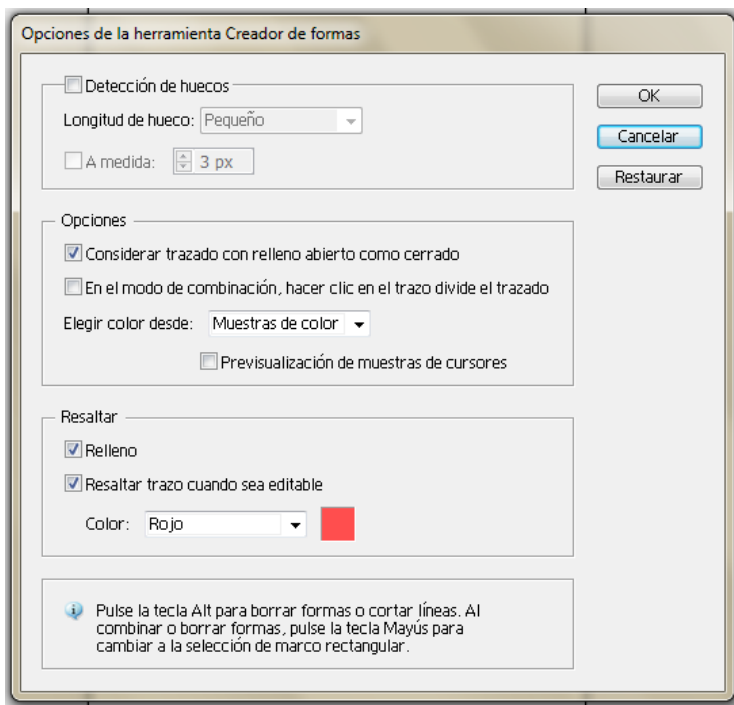 Opciones de la herramienta Creador de formas
Detección de huecos
OK
Longitud de hueco: Pequeño
Cancelar
A medida: 3 px
Restaurar
Opciones
Considerar trazado con relleno abierto como cerrado
En el modo de combinación, hacer clic en el trazo divide el trazado
Elegir color desde: Muestras de color
Previsualización de muestras de cursores
Resaltar
Relleno
Resaltar trazo cuando sea editable
Color: Rojo
Pulse la tecla Alt para borrar formas o cortar líneas. Al
combinar o borrar formas, pulse la tecla Mayús para
cambiar a la selección de marco rectangular.